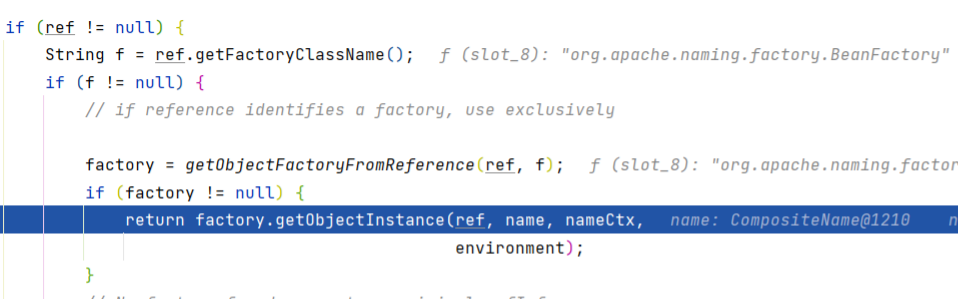 if (ref != null) {
String f = ref.getFactoryClassName();   f (slot_8): "org.apache.naming.factory.BeanFactory"
if (f != null) {
// if reference identifies a factory, use exclusively
factory = getObjectFactoryFromReference(ref, f);   f (slot_8): "org.apache.naming.factor
if (factory != null) {
return factory.getObjectInstance(ref, name, nameCtx,   name: CompositeName@1210   n
environment);
}